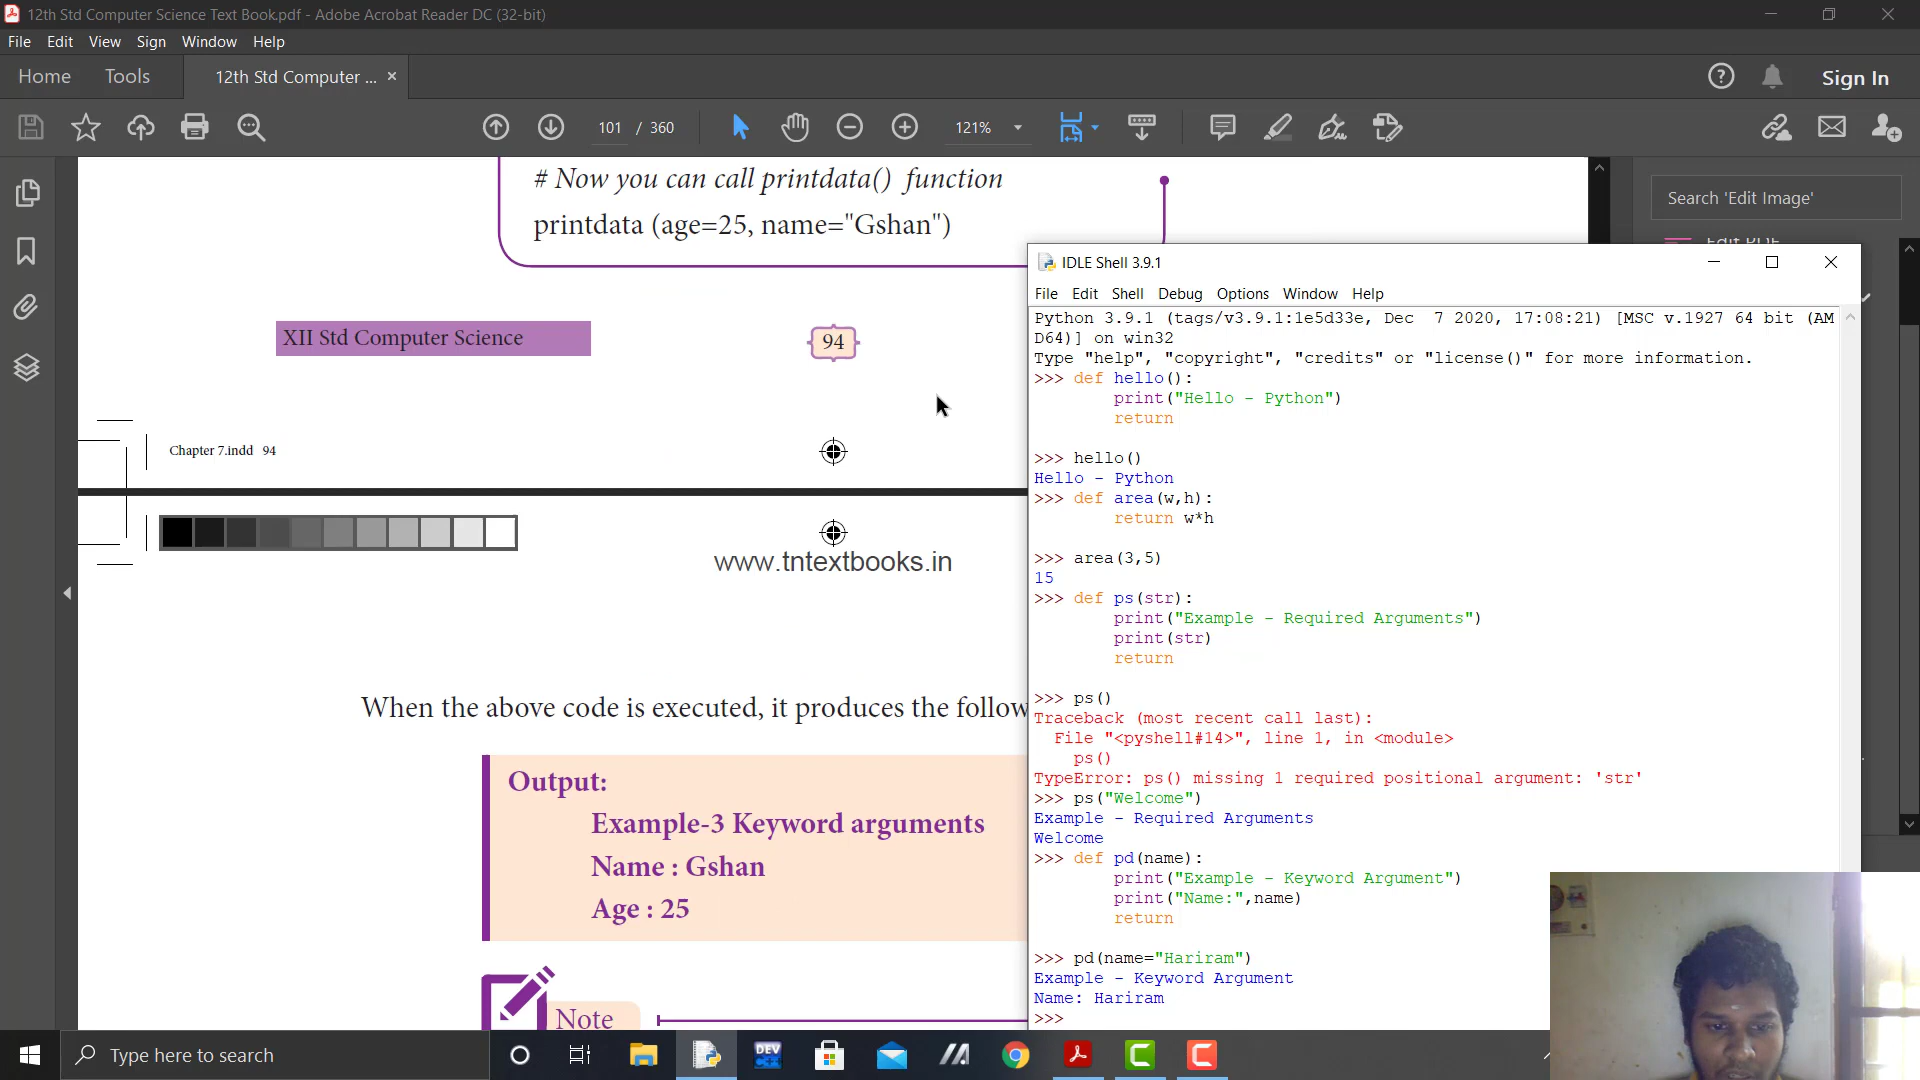 12th Std Computer Science Text Book.pdf - Adobe Acrobat Reader DC (32-bit)
File Edit View Sign Window Help
Home Tools 12th Std Computer ... ×
Sign In
101 / 360
121%
# Now you can call printdata() function
printdata (age=25, name="Gshan")
XII Std Computer Science
94
Chapter 7.indd 94
www.tntextbooks.in
When the above code is executed, it produces the follow
Output:
Example-3 Keyword arguments
Name : Gshan
Age : 25
Note
Search 'Edit Image'
Edit PDF
IDLE Shell 3.9.1
File Edit Shell Debug Options Window Help
Python 3.9.1 (tags/v3.9.1:1e5d33e, Dec  7 2020, 17:08:21) [MSC v.1927 64 bit (AM
D64)] on win32
Type "help", "copyright", "credits" or "license()" for more information.
>>> def hello():
        print("Hello - Python")
        return
>>> hello()
Hello - Python
>>> def area(w,h):
        return w*h
>>> area(3,5)
15
>>> def ps(str):
        print("Example - Required Arguments")
        print(str)
        return
>>> ps()
Traceback (most recent call last):
  File "<pyshell#14>", line 1, in <module>
    ps()
TypeError: ps() missing 1 required positional argument: 'str'
>>> ps("Welcome")
Example - Required Arguments
Welcome
>>> def pd(name):
        print("Example - Keyword Argument")
        print("Name:",name)
        return
>>> pd(name="Hariram")
Example - Keyword Argument
Name: Hariram
>>>
Type here to search
DEV
C++